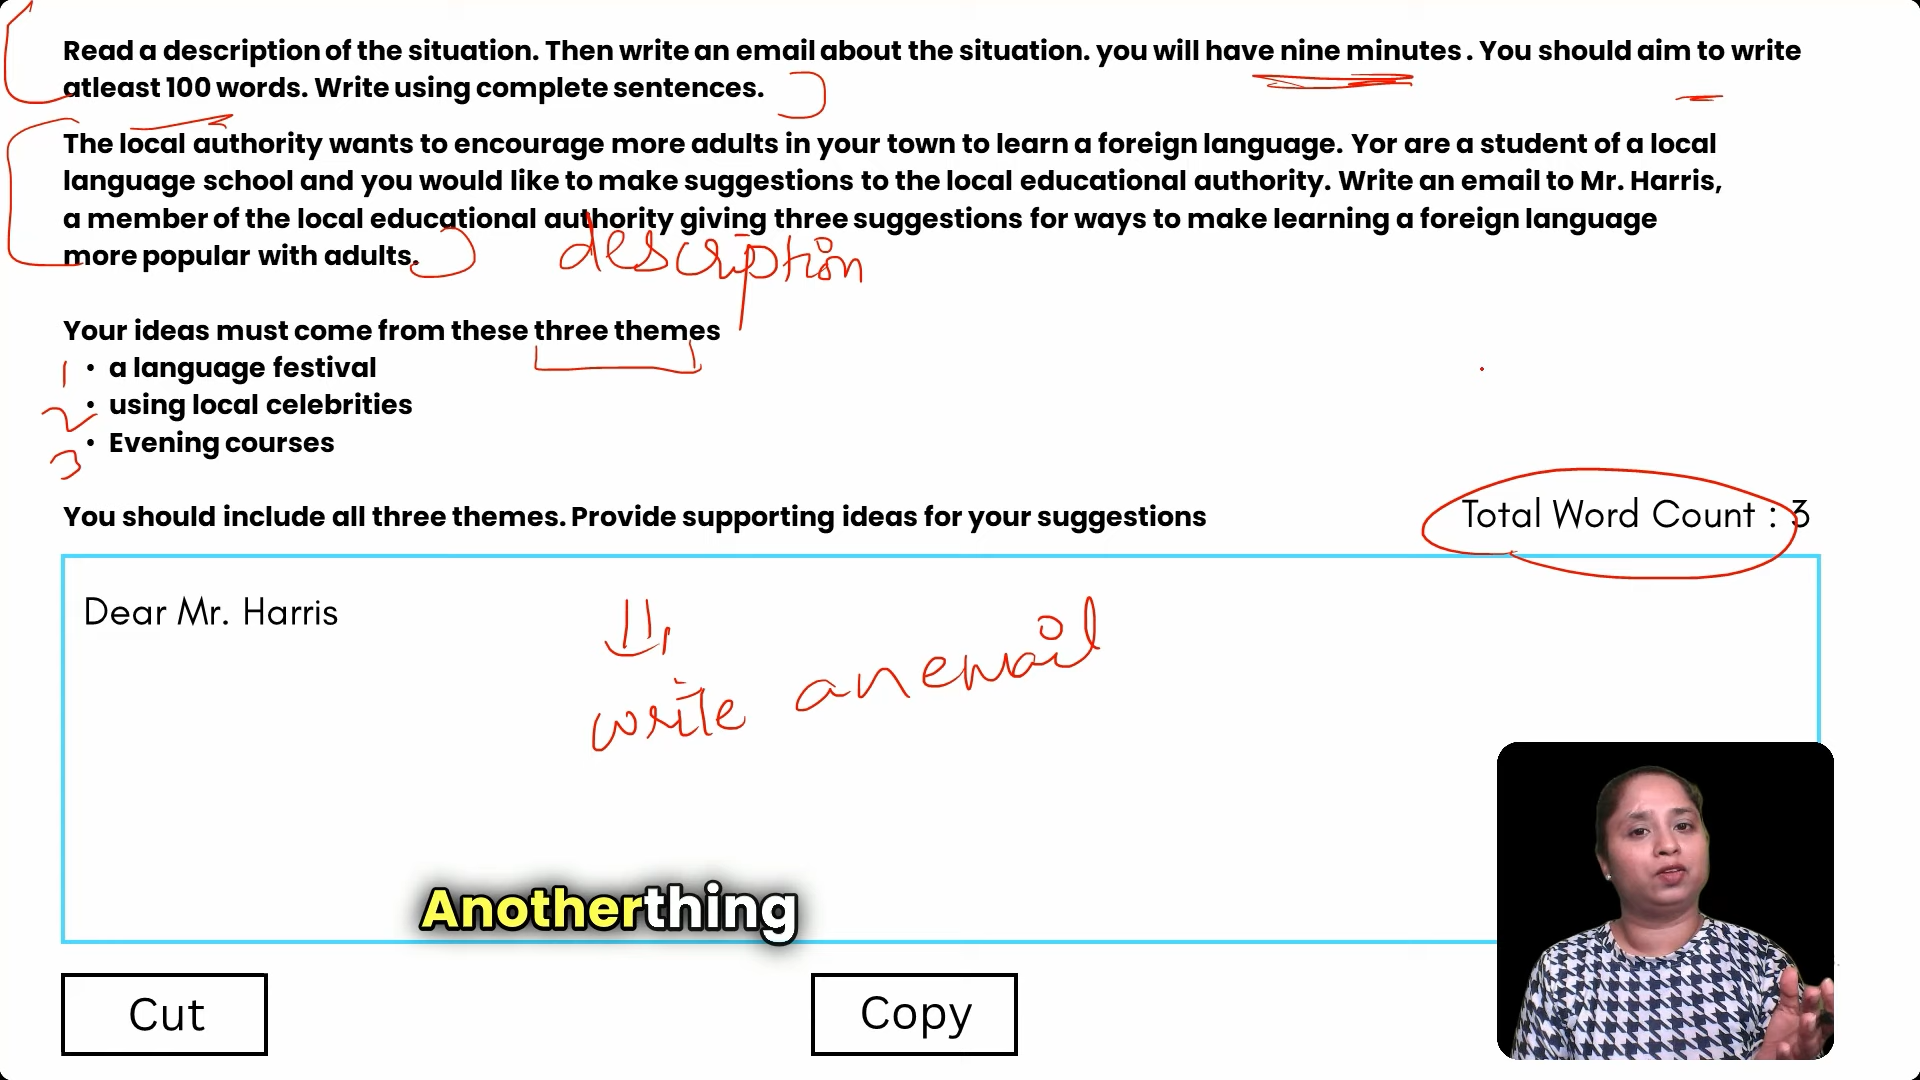 Read a description of the situation. Then write an email about the situation. you will have nine minutes . You should aim to write
atleast 100 words. Write using complete sentences.
The local authority wants to encourage more adults in your town to learn a foreign language. Yor are a student of a local
language school and you would like to make suggestions to the local educational authority. Write an email to Mr. Harris,
a member of the local educational authority giving three suggestions for ways to make learning a foreign language
more popular with adults.
description
Your ideas must come from these three themes
1 • a language festival
2 • using local celebrities
3 • Evening courses
You should include all three themes. Provide supporting ideas for your suggestions
Total Word Count : 3
Dear Mr. Harris
write an email
Another thing
Cut
Copy